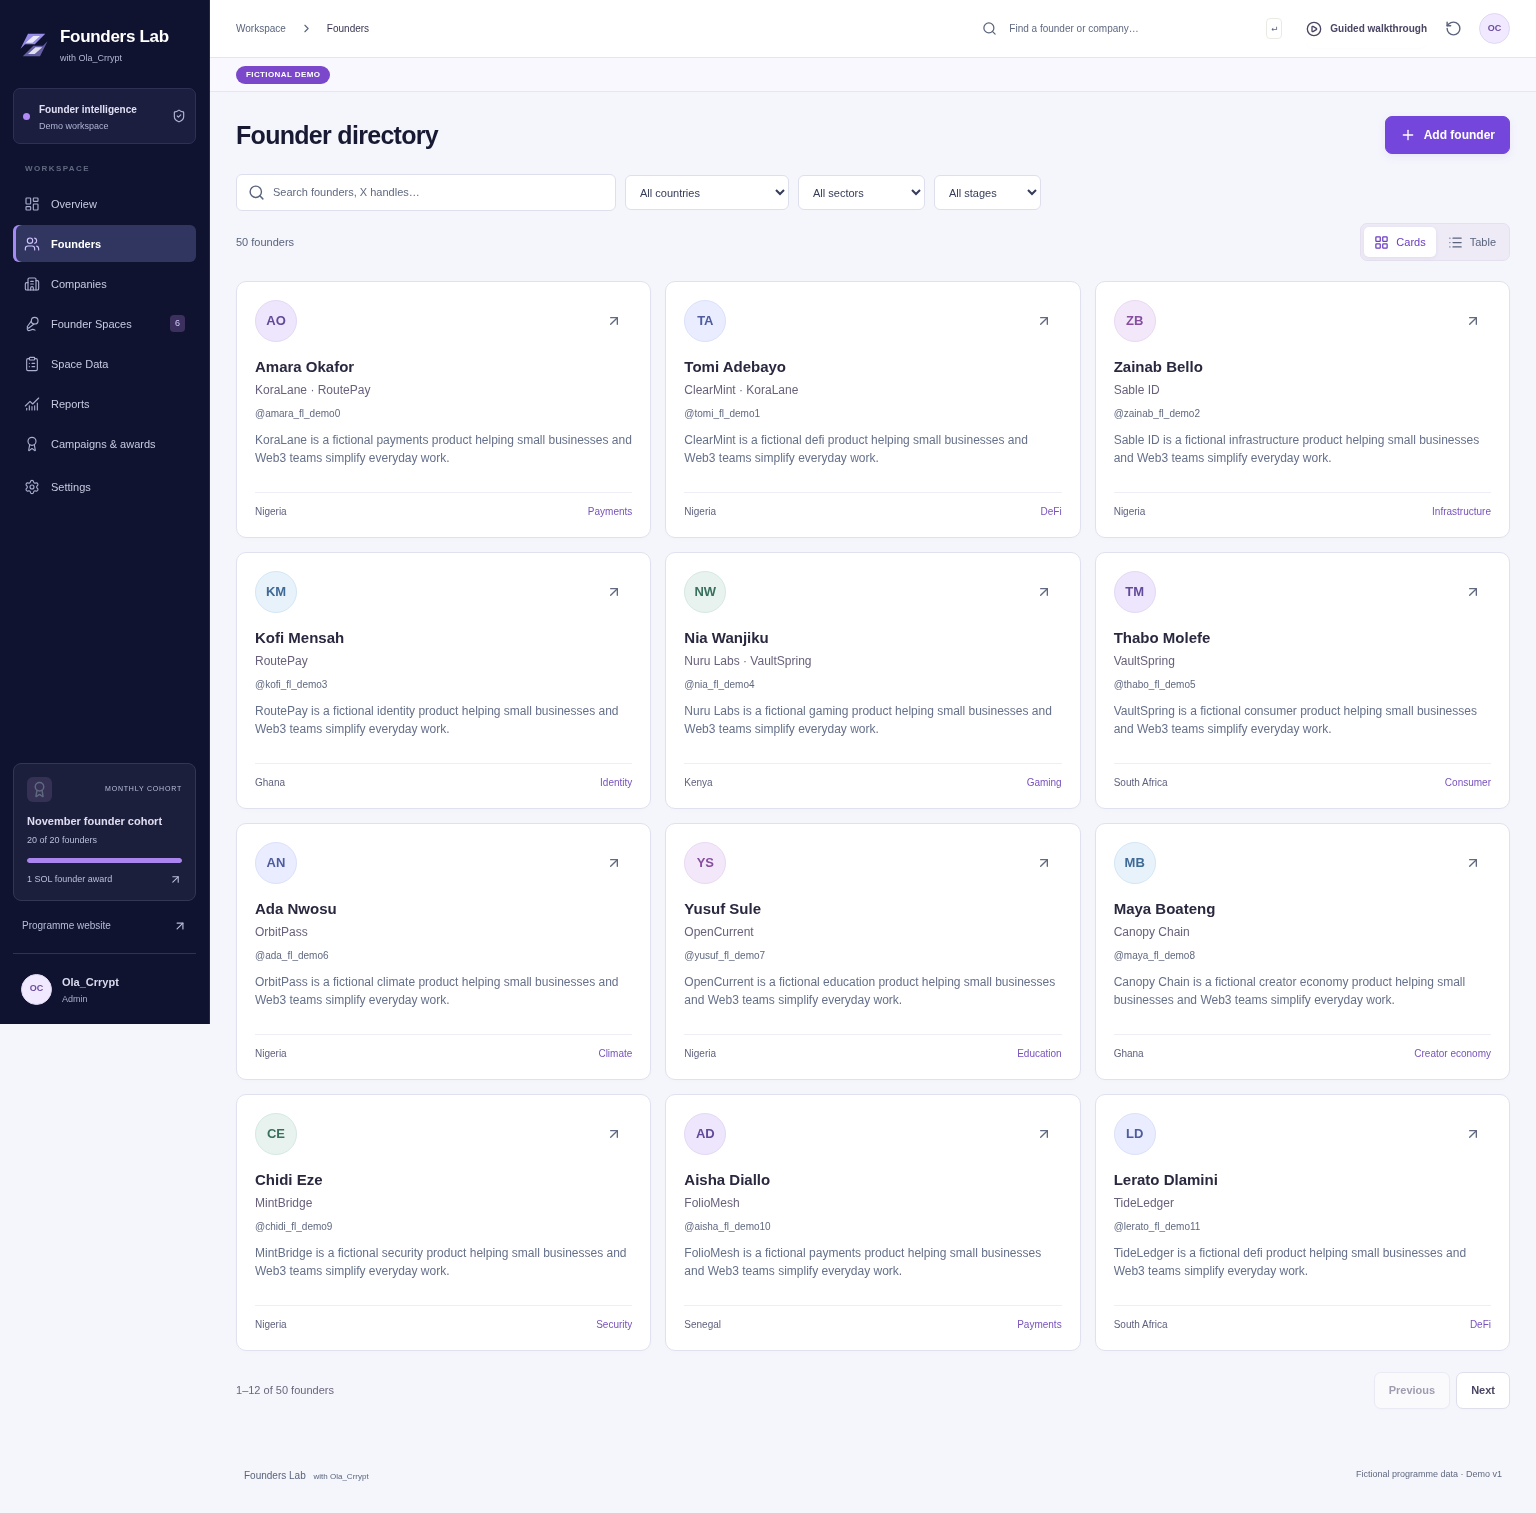 Founders Lab
with Ola_Crrypt
Founder intelligence
Demo workspace
WORKSPACE
Overview
Founders
Companies
Founder Spaces 6
Space Data
Reports
Campaigns & awards
Settings
MONTHLY COHORT
November founder cohort
20 of 20 founders
1 SOL founder award
Programme website
OC
Ola_Crrypt
Admin
Workspace > Founders
Find a founder or company…
↵
Guided walkthrough
OC
FICTIONAL DEMO
Founder directory
+ Add founder
Search founders, X handles…
All countries
All sectors
All stages
50 founders
Cards
Table
AO
Amara Okafor
KoraLane · RoutePay
@amara_fl_demo0
KoraLane is a fictional payments product helping small businesses and
Web3 teams simplify everyday work.
Nigeria
Payments
TA
Tomi Adebayo
ClearMint · KoraLane
@tomi_fl_demo1
ClearMint is a fictional defi product helping small businesses and
Web3 teams simplify everyday work.
Nigeria
DeFi
ZB
Zainab Bello
Sable ID
@zainab_fl_demo2
Sable ID is a fictional infrastructure product helping small businesses
and Web3 teams simplify everyday work.
Nigeria
Infrastructure
KM
Kofi Mensah
RoutePay
@kofi_fl_demo3
RoutePay is a fictional identity product helping small businesses and
Web3 teams simplify everyday work.
Ghana
Identity
NW
Nia Wanjiku
Nuru Labs · VaultSpring
@nia_fl_demo4
Nuru Labs is a fictional gaming product helping small businesses and
Web3 teams simplify everyday work.
Kenya
Gaming
TM
Thabo Molefe
VaultSpring
@thabo_fl_demo5
VaultSpring is a fictional consumer product helping small businesses
and Web3 teams simplify everyday work.
South Africa
Consumer
AN
Ada Nwosu
OrbitPass
@ada_fl_demo6
OrbitPass is a fictional climate product helping small businesses and
Web3 teams simplify everyday work.
Nigeria
Climate
YS
Yusuf Sule
OpenCurrent
@yusuf_fl_demo7
OpenCurrent is a fictional education product helping small businesses
and Web3 teams simplify everyday work.
Nigeria
Education
MB
Maya Boateng
Canopy Chain
@maya_fl_demo8
Canopy Chain is a fictional creator economy product helping small
businesses and Web3 teams simplify everyday work.
Ghana
Creator economy
CE
Chidi Eze
MintBridge
@chidi_fl_demo9
MintBridge is a fictional security product helping small businesses and
Web3 teams simplify everyday work.
Nigeria
Security
AD
Aisha Diallo
FolioMesh
@aisha_fl_demo10
FolioMesh is a fictional payments product helping small businesses
and Web3 teams simplify everyday work.
Senegal
Payments
LD
Lerato Dlamini
TideLedger
@lerato_fl_demo11
TideLedger is a fictional defi product helping small businesses and
Web3 teams simplify everyday work.
South Africa
DeFi
1–12 of 50 founders
Previous
Next
Founders Lab with Ola_Crrypt
Fictional programme data · Demo v1